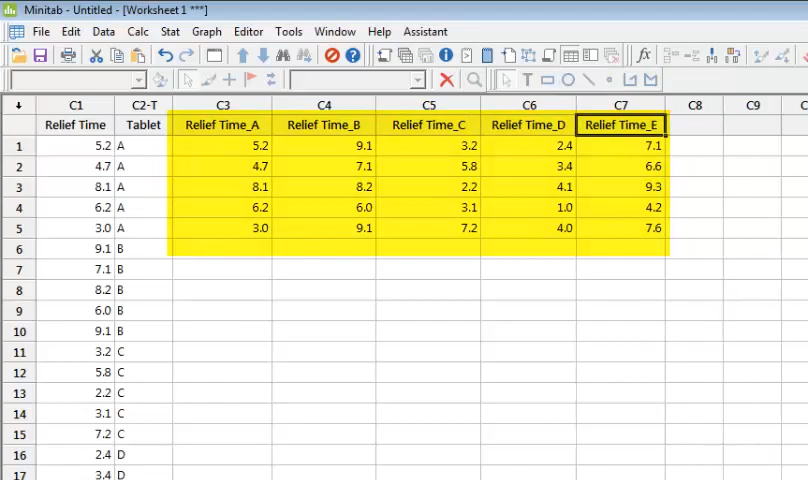 Minitab - Untitled - [Worksheet 1 ***]
File Edit Data Calc Stat Graph Editor Tools Window Help Assistant
C1 C2-T C3 C4 C5 C6 C7 C8 C9
Relief Time Tablet Relief Time_A Relief Time_B Relief Time_C Relief Time_D Relief Time_E
1 5.2 A 5.2 9.1 3.2 2.4 7.1
2 4.7 A 4.7 7.1 5.8 3.4 6.6
3 8.1 A 8.1 8.2 2.2 4.1 9.3
4 6.2 A 6.2 6.0 3.1 1.0 4.2
5 3.0 A 3.0 9.1 7.2 4.0 7.6
6 9.1 B
7 7.1 B
8 8.2 B
9 6.0 B
10 9.1 B
11 3.2 C
12 5.8 C
13 2.2 C
14 3.1 C
15 7.2 C
16 2.4 D
17 3.4 D